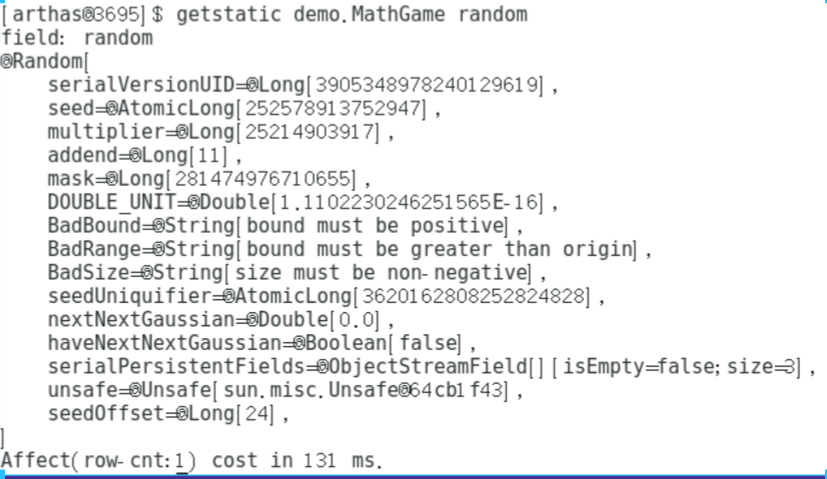 [arthas@3695]$ getstatic demo.MathGame random
field: random
@Random[
    serialVersionUID=@Long[3905348978240129619],
    seed=@AtomicLong[252578913752947],
    multiplier=@Long[25214903917],
    addend=@Long[11],
    mask=@Long[281474976710655],
    DOUBLE_UNIT=@Double[1.1102230246251565E-16],
    BadBound=@String[bound must be positive],
    BadRange=@String[bound must be greater than origin],
    BadSize=@String[size must be non-negative],
    seedUniquifier=@AtomicLong[3620162808252824828],
    nextNextGaussian=@Double[0.0],
    haveNextNextGaussian=@Boolean[false],
    serialPersistentFields=@ObjectStreamField[][isEmpty=false;size=3],
    unsafe=@Unsafe[sun.misc.Unsafe@64cb1f43],
    seedOffset=@Long[24],
]
Affect(row-cnt:1) cost in 131 ms.